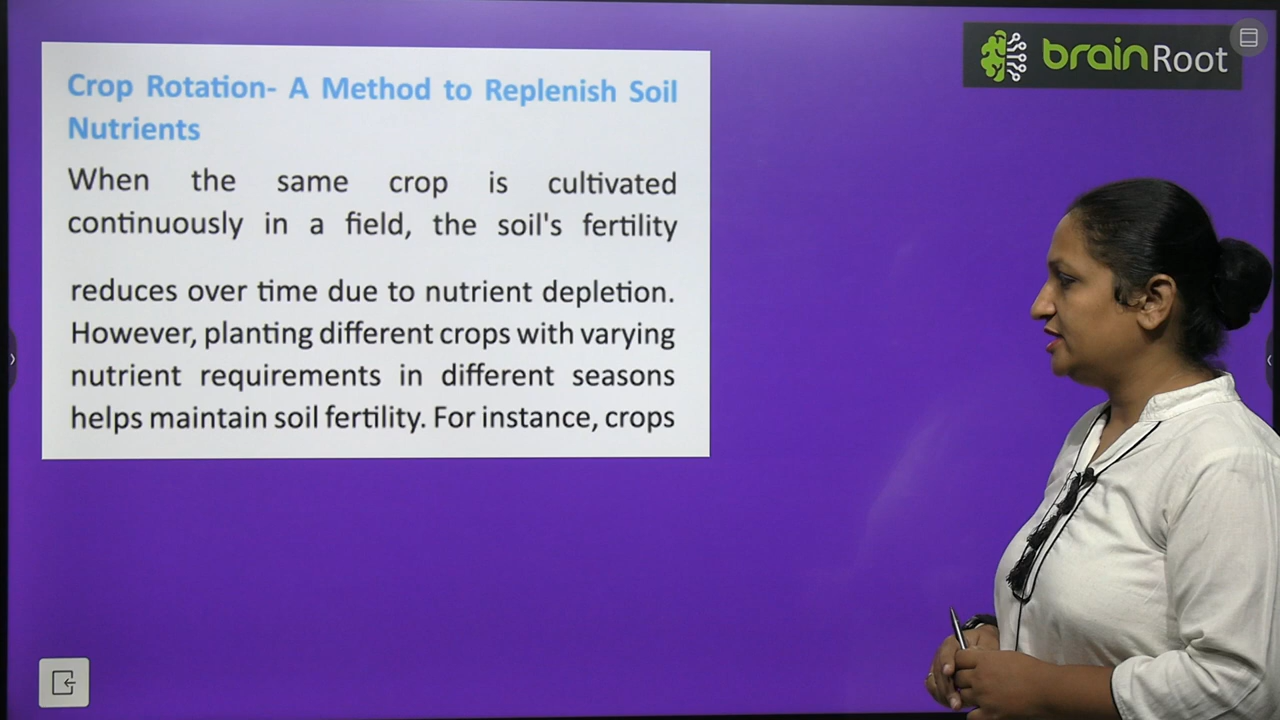 Crop Rotation- A Method to Replenish Soil
Nutrients
When the same crop is cultivated
continuously in a field, the soil's fertility
reduces over time due to nutrient depletion.
However, planting different crops with varying
nutrient requirements in different seasons
helps maintain soil fertility. For instance, crops
brainRoot